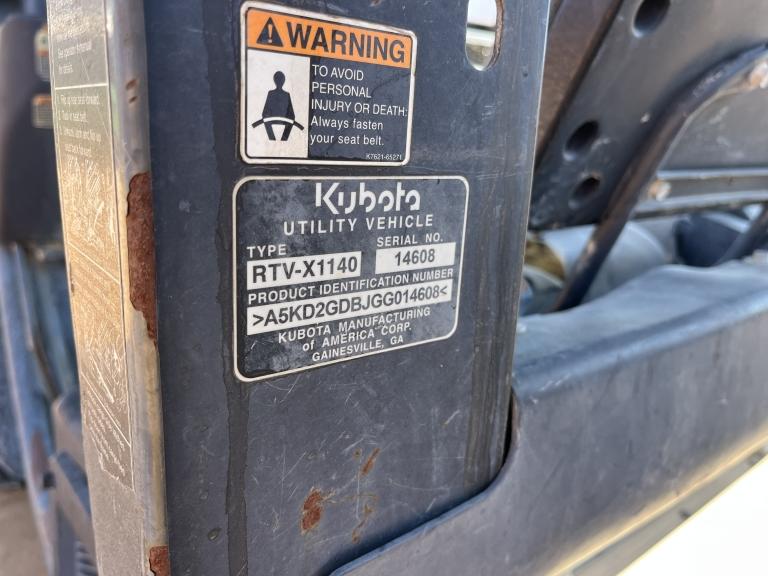 WARNING
TO AVOID
PERSONAL
INJURY OR DEATH:
Always fasten
your seat belt.
K7621-65271
Kubota
UTILITY VEHICLE
TYPE
SERIAL NO.
RTV-X1140
14608
PRODUCT IDENTIFICATION NUMBER
>A5KD2GDBJGG014608<
KUBOTA MANUFACTURING
of AMERICA CORP.
GAINESVILLE, GA